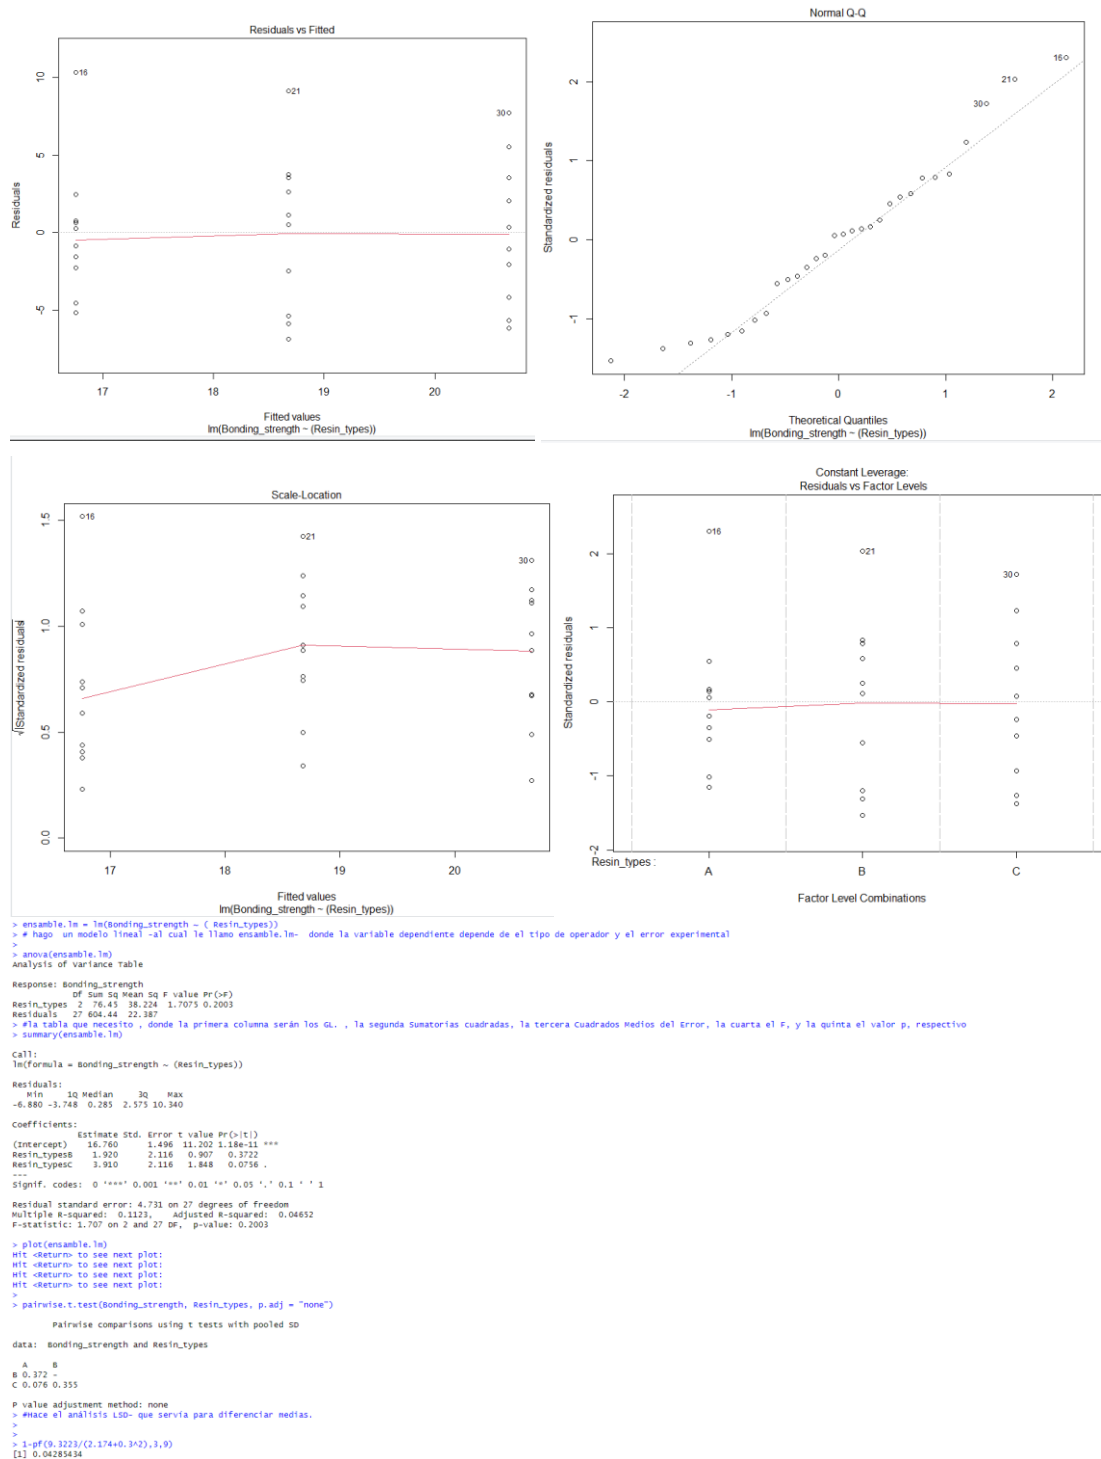 Residuals vs Fitted
Residuals
10
5
0
-5
16
21
30
17
18
19
20
Fitted values
lm(Bonding_strength ~ (Resin_types))
Normal Q-Q
Standardized residuals
2
1
0
-1
16
21
30
-2
-1
0
1
2
Theoretical Quantiles
lm(Bonding_strength ~ (Resin_types))
Scale-Location
√|Standardized residuals|
1.5
1.0
0.5
0.0
16
21
30
17
18
19
20
Fitted values
lm(Bonding_strength ~ (Resin_types))
Constant Leverage:
Residuals vs Factor Levels
Standardized residuals
2
1
0
-1
-2
16
21
30
Resin_types :
A
B
C
Factor Level Combinations
> ensamble.lm = lm(Bonding_strength ~ ( Resin_types))
> # hago un modelo lineal -al cual le llamo ensamble.lm- donde la variable dependiente depende de el tipo de operador y el error experimental
>
> anova(ensamble.lm)
Analysis of Variance Table
Response: Bonding_strength
Df Sum Sq Mean Sq F value Pr(>F)
Resin_types 2 76.45 38.224 1.7075 0.2003
Residuals 27 604.44 22.387
> #la tabla que necesito , donde la primera columna serán los GL. , la segunda Sumatorias cuadradas, la tercera Cuadrados Medios del Error, la cuarta el F, y la quinta el valor p, respectivo
> summary(ensamble.lm)
Call:
lm(formula = Bonding_strength ~ (Resin_types))
Residuals:
Min 1Q Median 3Q Max
-6.880 -3.748 0.285 2.575 10.340
Coefficients:
Estimate Std. Error t value Pr(>|t|)
(Intercept) 16.760 1.496 11.202 1.18e-11 ***
Resin_typesB 1.920 2.116 0.907 0.3722
Resin_typesC 3.910 2.116 1.848 0.0756 .
---
Signif. codes: 0 ‘***’ 0.001 ‘**’ 0.01 ‘*’ 0.05 ‘.’ 0.1 ‘ ’ 1
Residual standard error: 4.731 on 27 degrees of freedom
Multiple R-squared: 0.1123, Adjusted R-squared: 0.04652
F-statistic: 1.707 on 2 and 27 DF, p-value: 0.2003
> plot(ensamble.lm)
Hit <Return> to see next plot:
Hit <Return> to see next plot:
Hit <Return> to see next plot:
Hit <Return> to see next plot:
>
> pairwise.t.test(Bonding_strength, Resin_types, p.adj = "none")
Pairwise comparisons using t tests with pooled SD
data: Bonding_strength and Resin_types
A B
B 0.372 -
C 0.076 0.355
P value adjustment method: none
> #Hace el análisis LSD- que servía para diferenciar medias.
>
>
> 1-pf(9.3223/(2.174+0.3^2),3,9)
[1] 0.04285434